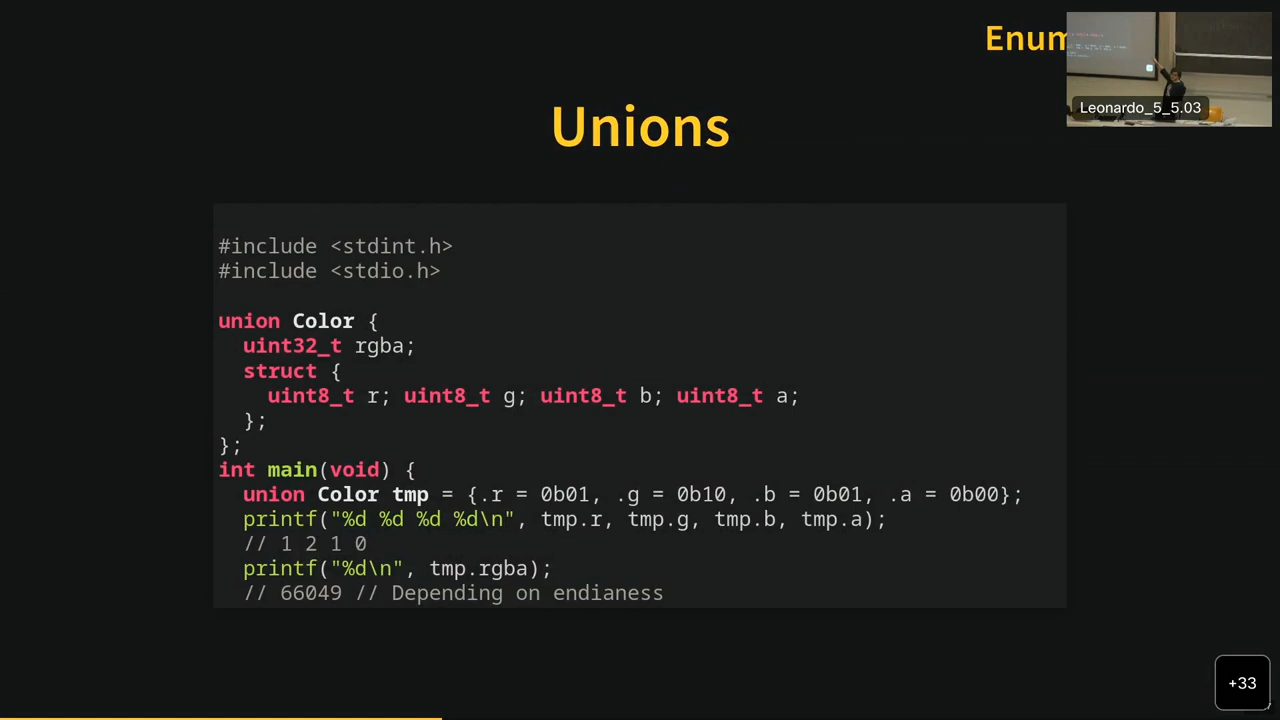 Enum
Leonardo_5_5.03
Unions
#include <stdint.h>
#include <stdio.h>
union Color {
uint32_t rgba;
struct {
uint8_t r; uint8_t g; uint8_t b; uint8_t a;
};
};
int main(void) {
union Color tmp = {.r = 0b01, .g = 0b10, .b = 0b01, .a = 0b00};
printf("%d %d %d %d\n", tmp.r, tmp.g, tmp.b, tmp.a);
// 1 2 1 0
printf("%d\n", tmp.rgba);
// 66049 // Depending on endianess
+33